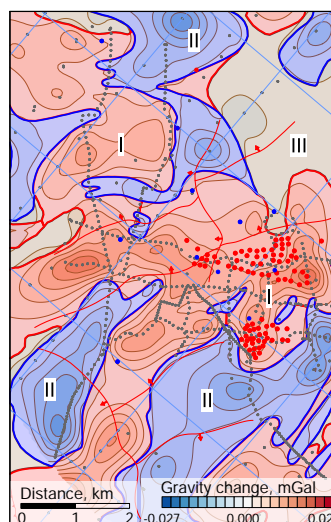 II
I
III
I
II
II
Distance, km
0 1 2
Gravity change, mGal
-0.027 0.000